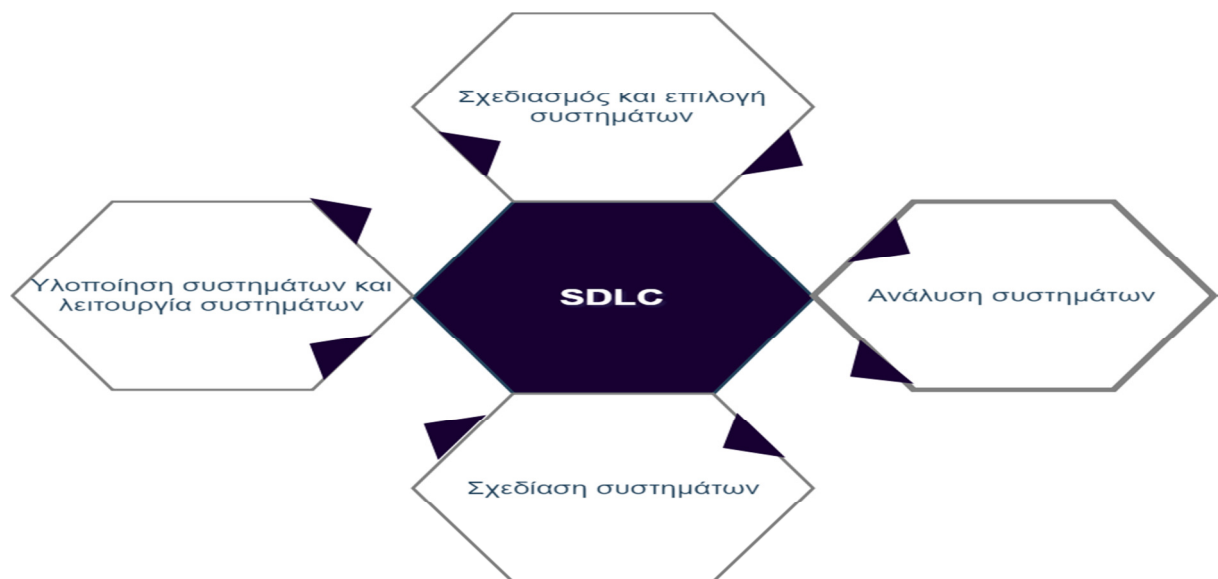 Σχεδιασμός και επιλογή
συστημάτων
Υλοποίηση συστημάτων και
λειτουργία συστημάτων
SDLC
Ανάλυση συστημάτων
Σχεδίαση συστημάτων